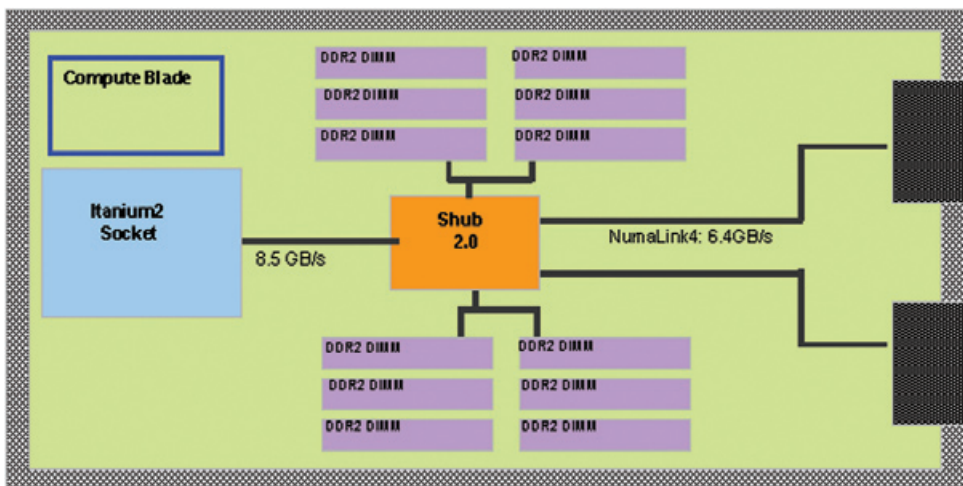 DDR2 DIMM
DDR2 DIMM
Compute Blade
DDR2 DIMM
DDR2 DIMM
DDR2 DIMM
DDR2 DIMM
Itanium2
Socket
Shub
2.0
NumaLink4: 6.4GB/s
8.5 GB/s
DDR2 DIMM
DDR2 DIMM
DDR2 DIMM
DDR2 DIMM
DDR2 DIMM
DDR2 DIMM